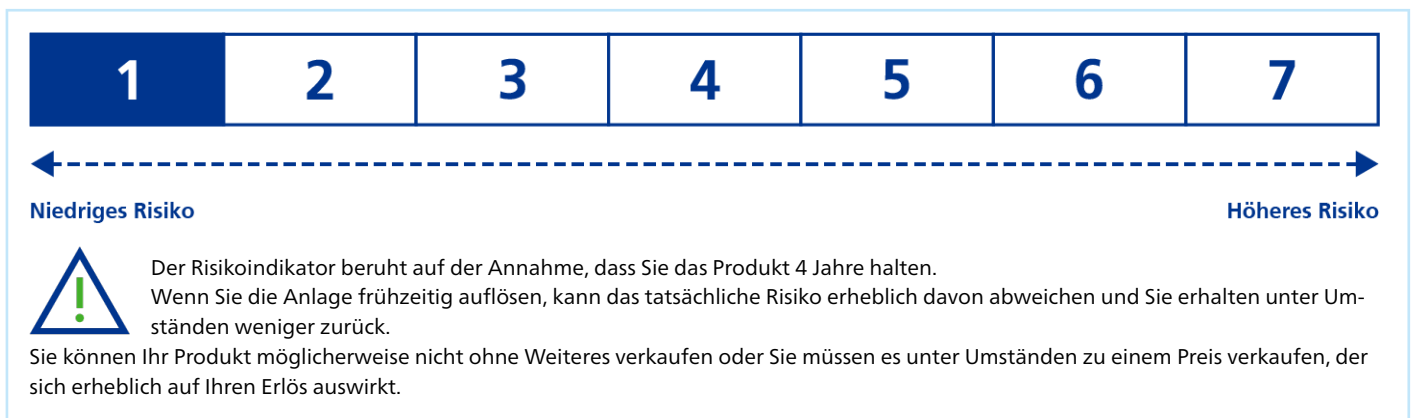 1 2 3 4 5 6 7
Niedriges Risiko Höheres Risiko
Der Risikoindikator beruht auf der Annahme, dass Sie das Produkt 4 Jahre halten.
Wenn Sie die Anlage frühzeitig auflösen, kann das tatsächliche Risiko erheblich davon abweichen und Sie erhalten unter Um-
ständen weniger zurück.
Sie können Ihr Produkt möglicherweise nicht ohne Weiteres verkaufen oder Sie müssen es unter Umständen zu einem Preis verkaufen, der
sich erheblich auf Ihren Erlös auswirkt.